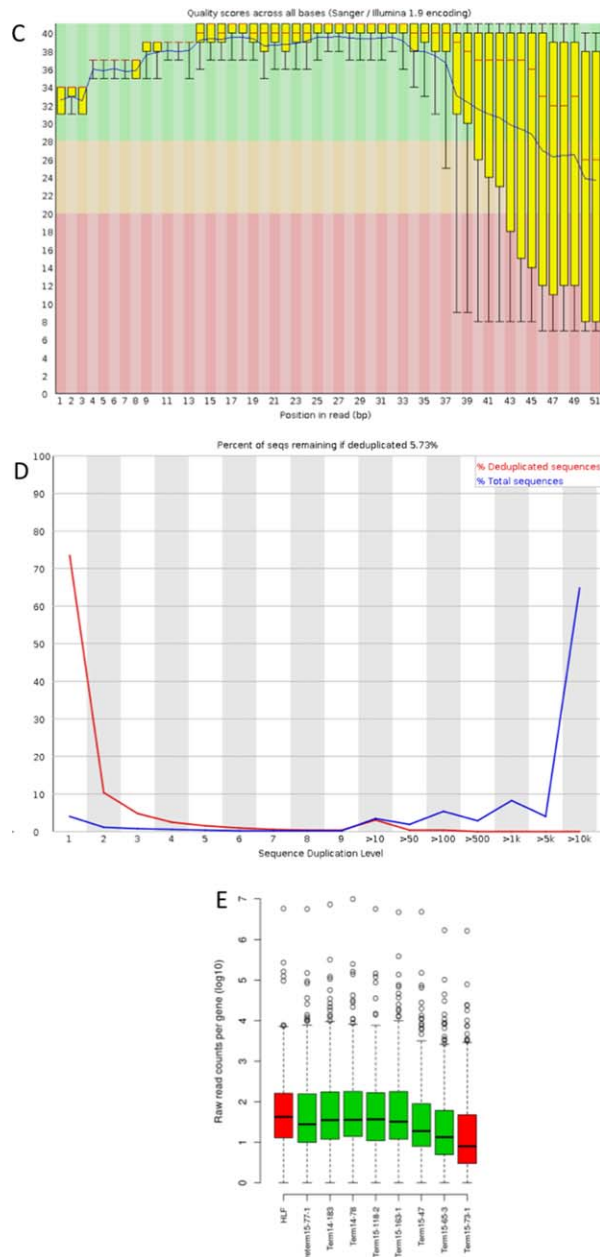 C
Quality scores across all bases (Sanger / Illumina 1.9 encoding)
40
38
36
34
32
30
28
26
24
22
20
18
16
14
12
10
8
6
4
2
0
1 2 3 4 5 6 7 8 9 11 13 15 17 19 21 23 25 27 29 31 33 35 37 39 41 43 45 47 49 51
Position in read (bp)
D
Percent of seqs remaining if deduplicated 5.73%
% Deduplicated sequences
% Total sequences
100
90
80
70
60
50
40
30
20
10
0
1 2 3 4 5 6 7 8 9 >10 >50 >100 >500 >1k >5k >10k
Sequence Duplication Level
E
Raw read counts per gene (log10)
7
6
5
4
3
2
1
0
HLF
Term14-183
Term14-78
Term15-118-2
Term15-163-1
Term15-47
Term15-65-3
Term15-73-1